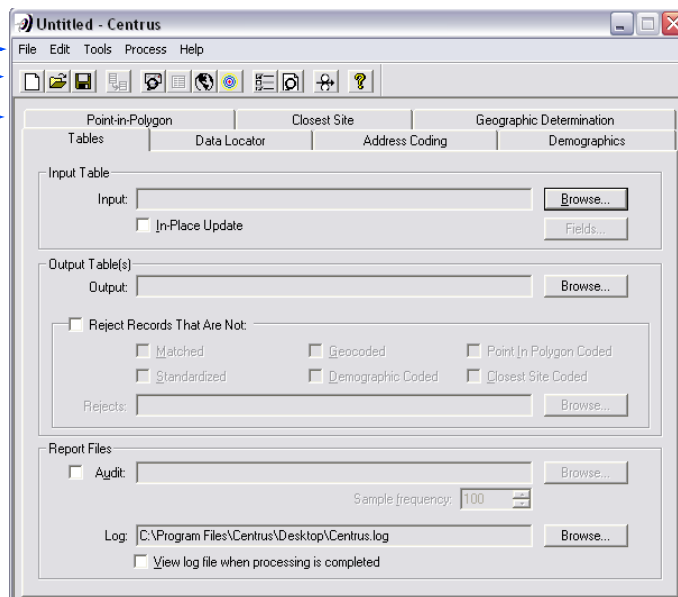 Untitled - Centrus
File Edit Tools Process Help
Point-in-Polygon Closest Site Geographic Determination
Tables Data Locator Address Coding Demographics
Input Table
Input: Browse...
In-Place Update Fields...
Output Table(s)
Output: Browse...
Reject Records That Are Not:
Matched Geocoded Point In Polygon Coded
Standardized Demographic Coded Closest Site Coded
Rejects: Browse...
Report Files
Audit: Browse...
Sample frequency: 100
Log: C:\Program Files\Centrus\Desktop\Centrus.log Browse...
View log file when processing is completed